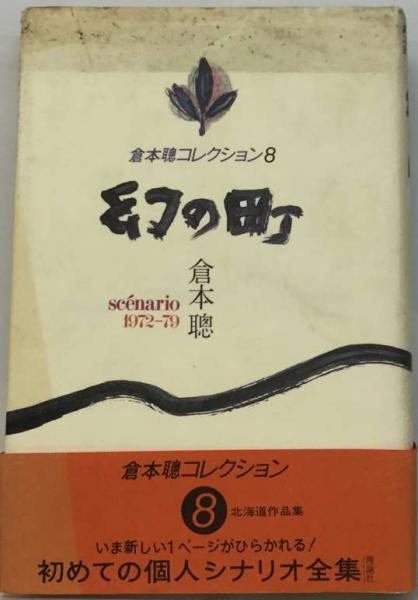 倉本聰コレクション8
幻の町
倉本聰
scénario
1972-79
倉本聰コレクション
8 北海道作品集
いま新しい1ページがひらかれる!
初めての個人シナリオ全集 理論社